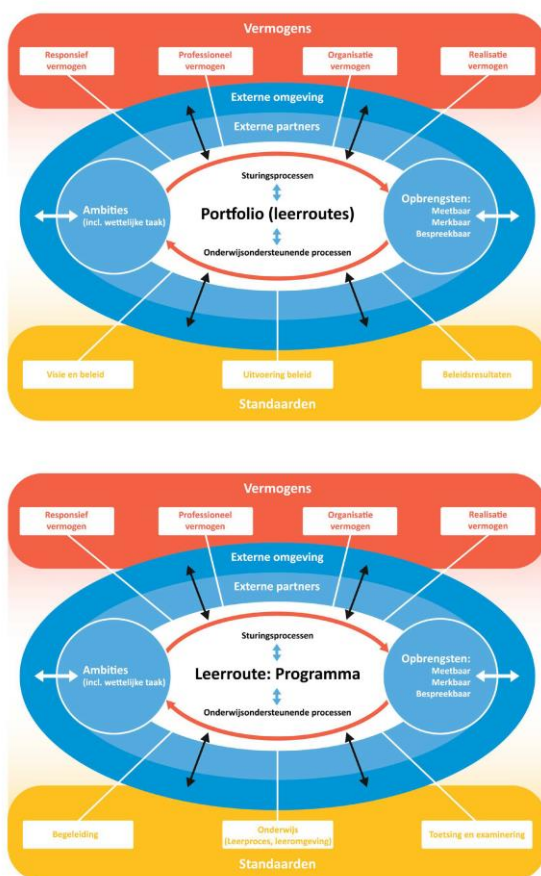 Vermogens
Responsief
vermogen
Professioneel
vermogen
Organisatie
vermogen
Realisatie
vermogen
Externe omgeving
Externe partners
Sturingsprocessen
Ambities
(incl. wettelijke taak)
Portfolio (leerroutes)
Opbrengsten:
Meetbaar
Merkbaar
Bespreekbaar
Onderwijsondersteunende processen
Visie en beleid
Uitvoering beleid
Beleidsresultaten
Standaarden
Vermogens
Responsief
vermogen
Professioneel
vermogen
Organisatie
vermogen
Realisatie
vermogen
Externe omgeving
Externe partners
Sturingsprocessen
Ambities
(incl. wettelijke taak)
Leerroute: Programma
Opbrengsten:
Meetbaar
Merkbaar
Bespreekbaar
Onderwijsondersteunende processen
Begeleiding
Onderwijs
(Leerproces, leeromgeving)
Toetsing en examinering
Standaarden